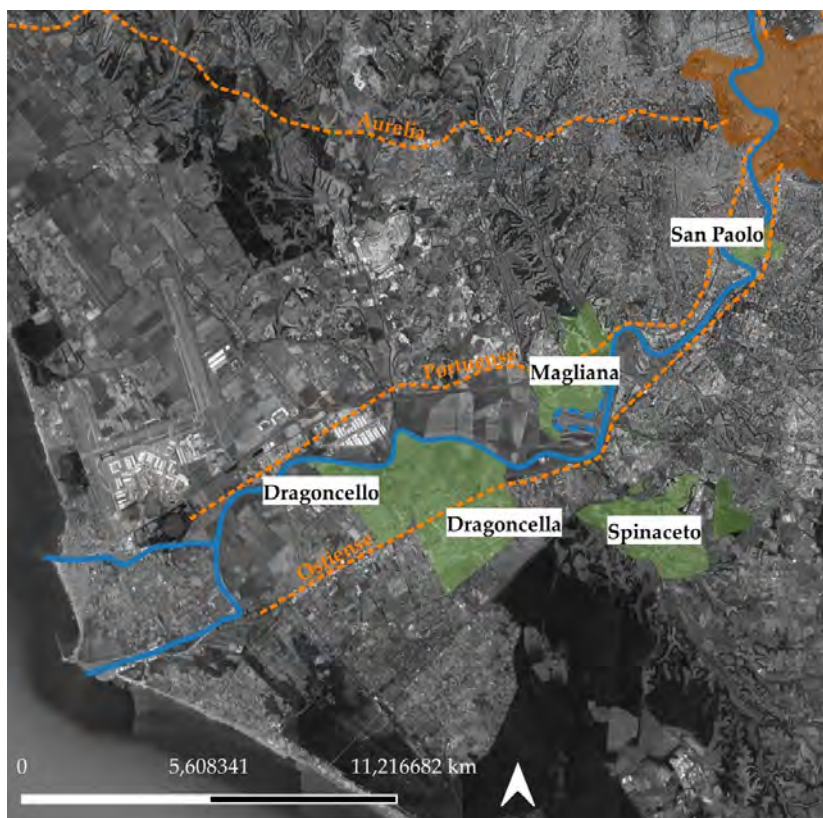 Aurelia
San Paolo
Portuense
Magliana
Dragoncello
Dragoncella
Spinaceto
Ostiense
0 5,608341 11,216682 km